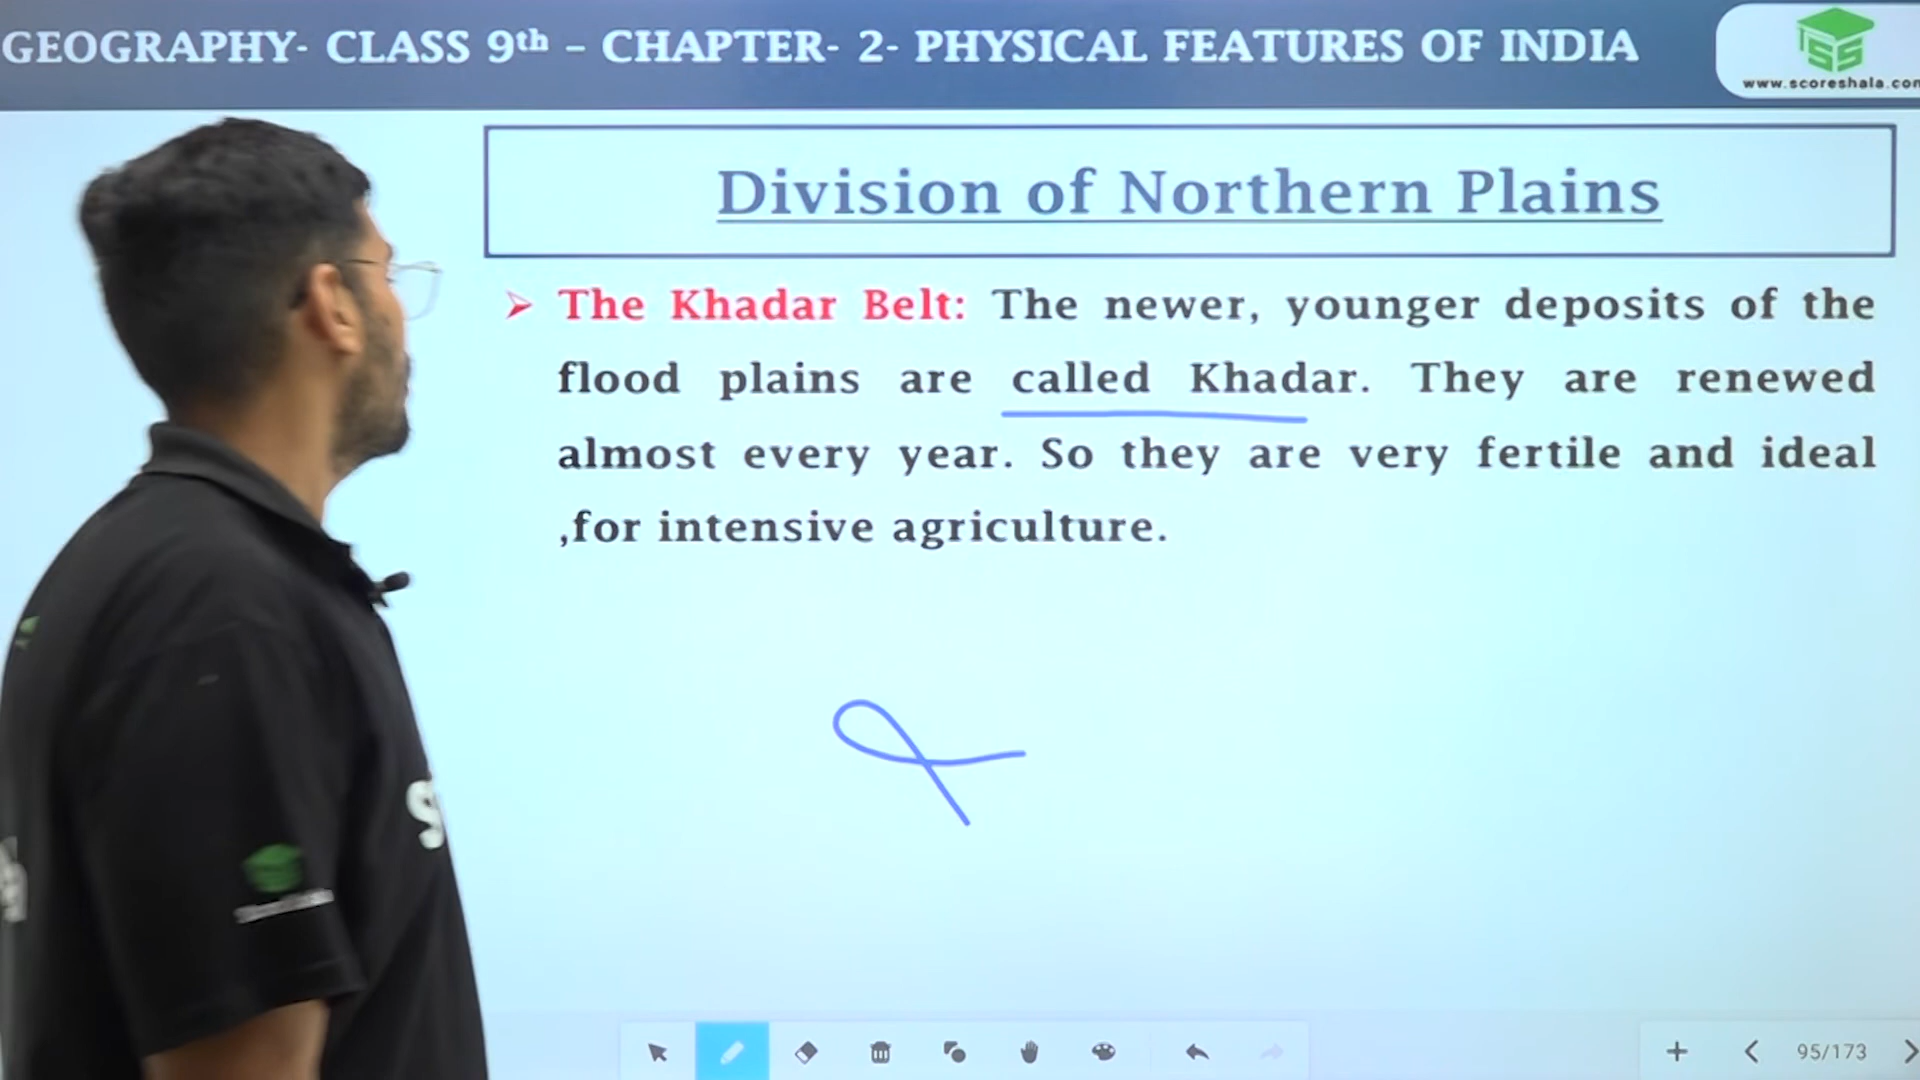 GEOGRAPHY- CLASS 9th – CHAPTER- 2- PHYSICAL FEATURES OF INDIA
www.scoreshala.com
Division of Northern Plains
➢ The Khadar Belt: The newer, younger deposits of the
flood plains are called Khadar. They are renewed
almost every year. So they are very fertile and ideal
,for intensive agriculture.
95/173